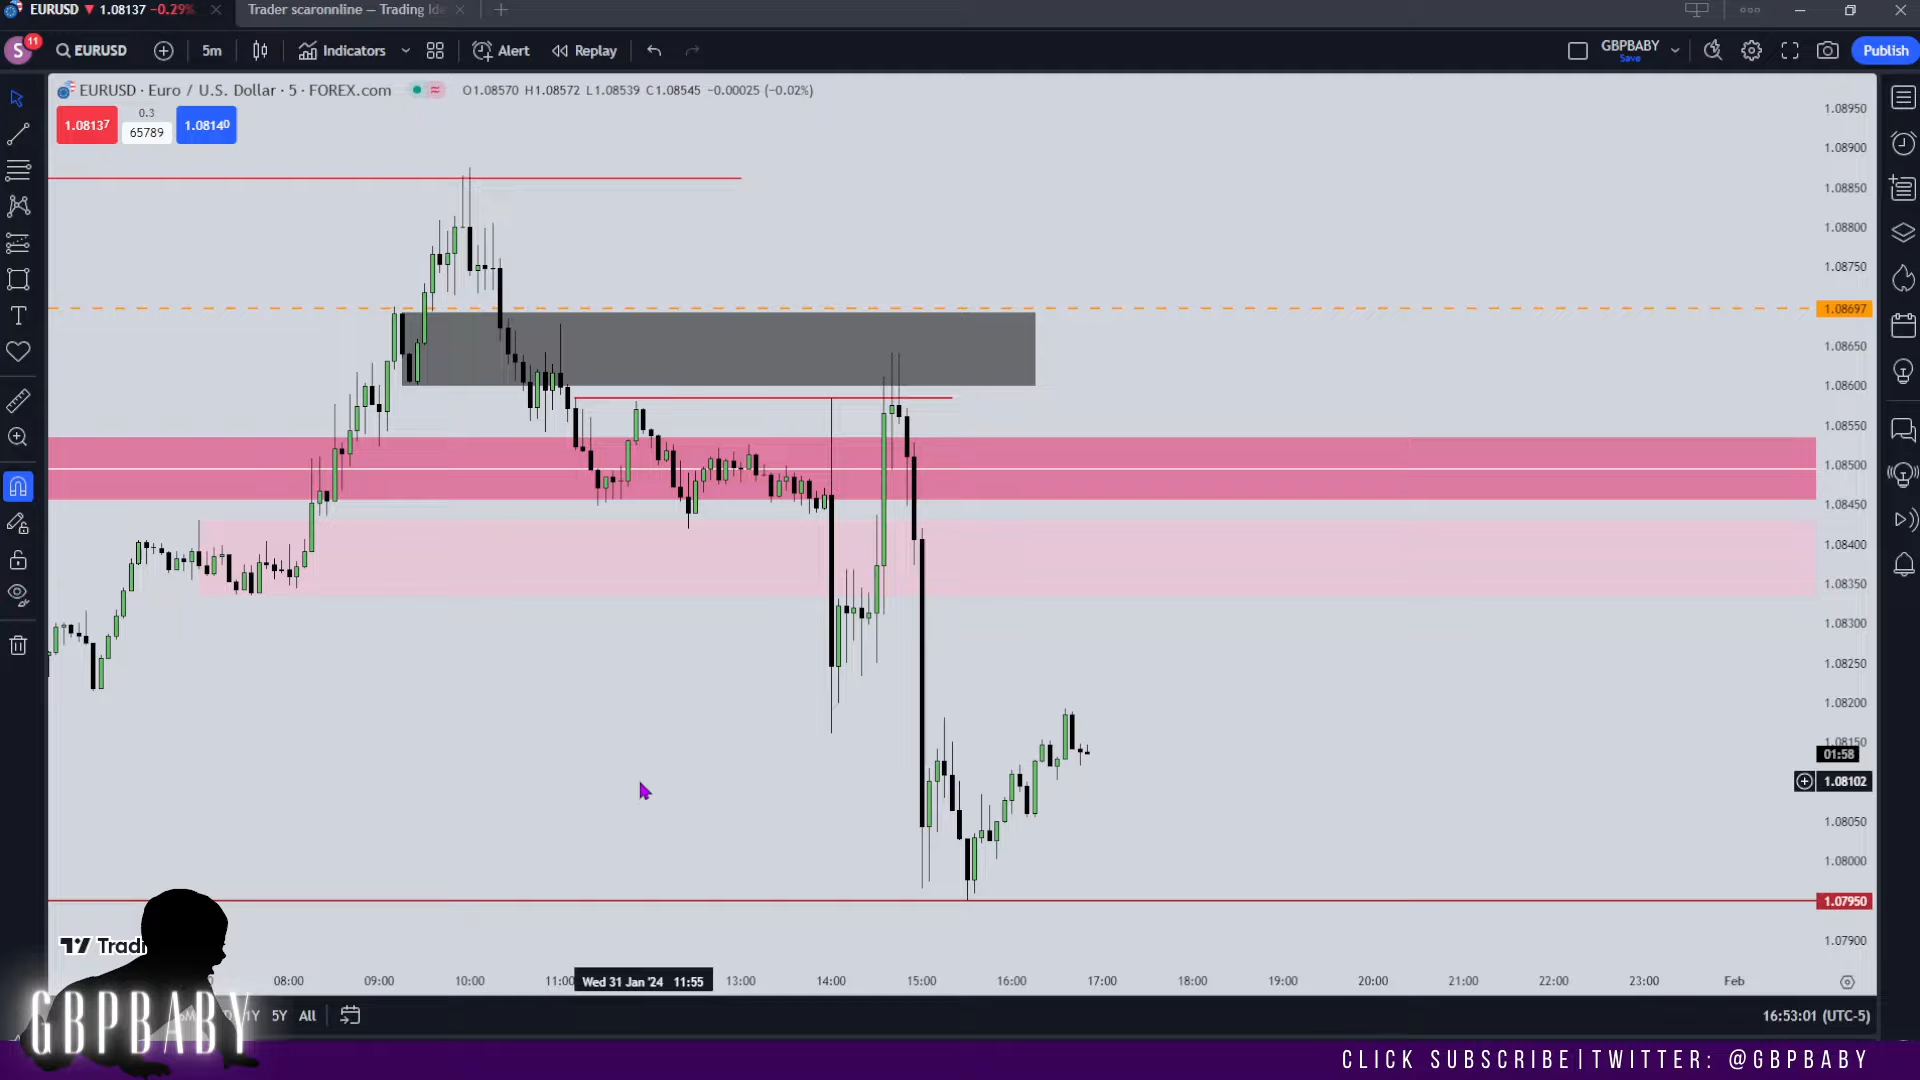 EURUSD ▼ 1.08137 −0.29%
Trader scaronnline — Trading Ide
S 11 EURUSD 5m Indicators Alert Replay GBPBABY Save Publish
EURUSD · Euro / U.S. Dollar · 5 · FOREX.com O1.08570 H1.08572 L1.08539 C1.08545 −0.00025 (−0.02%)
1.08137 0.3 65789 1.08140
1.08950
1.08900
1.08850
1.08800
1.08750
1.08697
1.08650
1.08600
1.08550
1.08500
1.08450
1.08400
1.08350
1.08300
1.08250
1.08200
1.08150
01:58
1.08102
1.08050
1.08000
1.07950
1.07900
Tradi
08:00 09:00 10:00 11:00 Wed 31 Jan '24 11:55 13:00 14:00 15:00 16:00 17:00 18:00 19:00 20:00 21:00 22:00 23:00 Feb
1Y 5Y All 16:53:01 (UTC-5)
GBPBABY
CLICK SUBSCRIBE|TWITTER: @GBPBABY